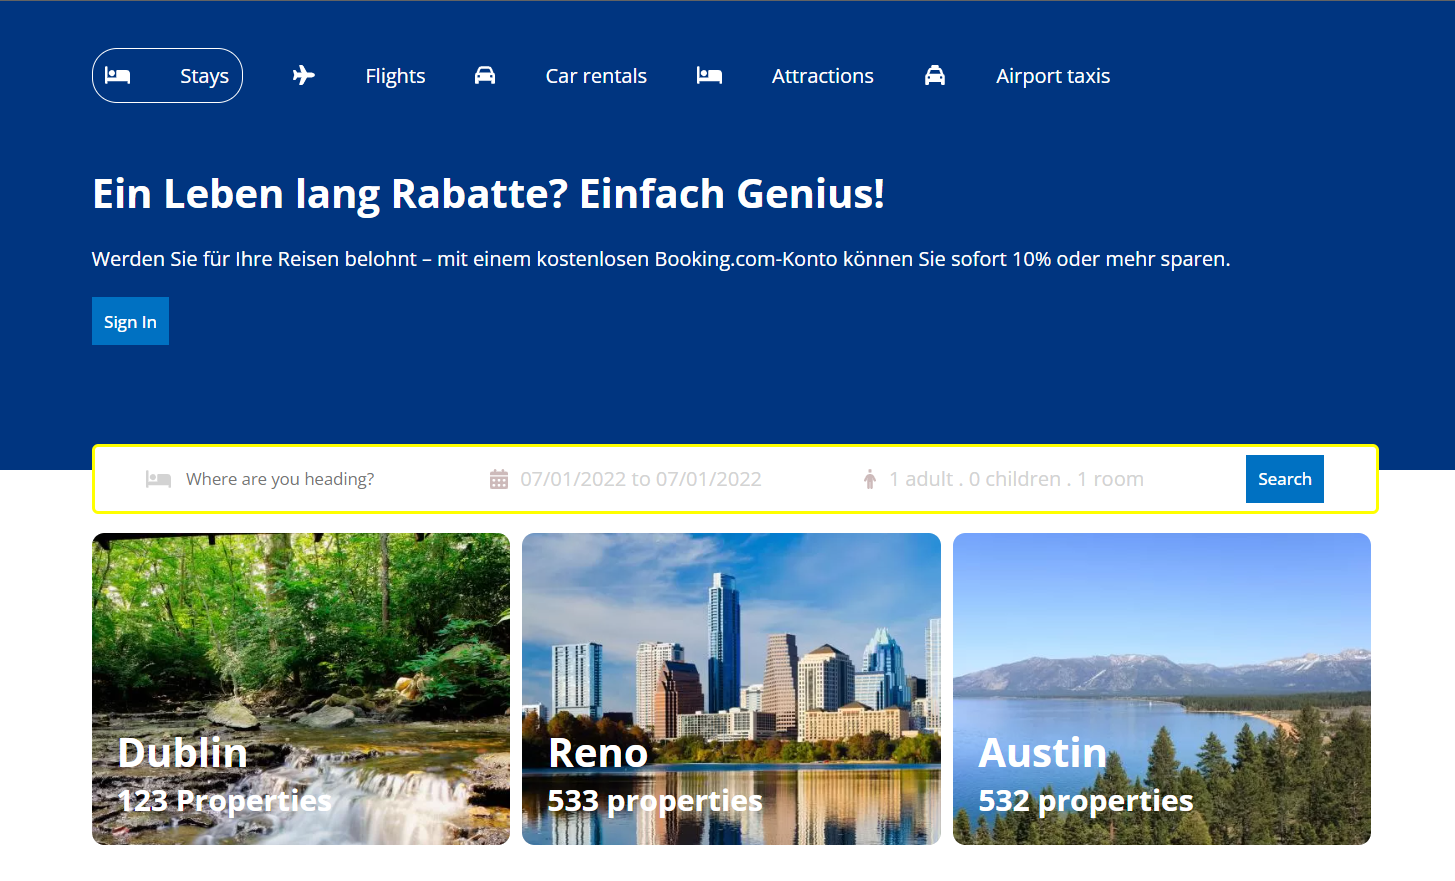 Stays Flights Car rentals Attractions Airport taxis
Ein Leben lang Rabatte? Einfach Genius!
Werden Sie für Ihre Reisen belohnt – mit einem kostenlosen Booking.com-Konto können Sie sofort 10% oder mehr sparen.
Sign In
Where are you heading? 07/01/2022 to 07/01/2022 1 adult . 0 children . 1 room Search
Dublin
123 Properties
Reno
533 properties
Austin
532 properties